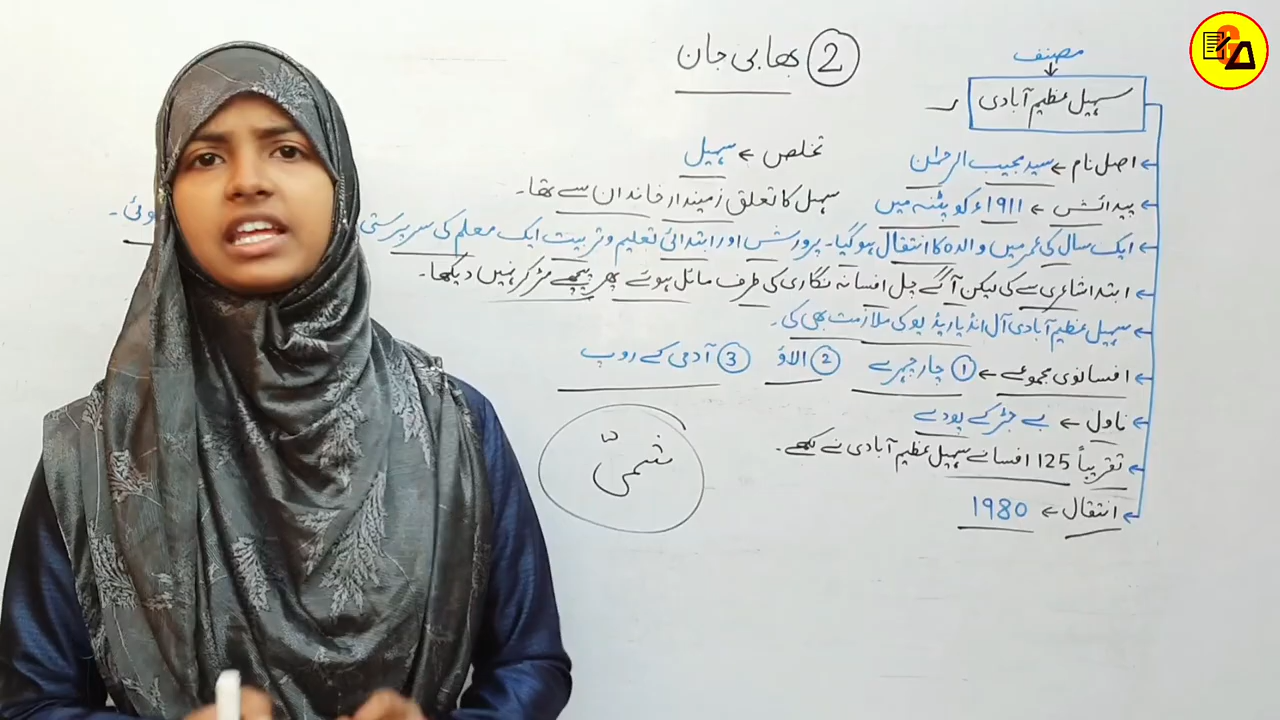 ② بھابی جان
مصنف
سہیل عظیم آبادی
اصل نام ← سید مجیب الرحمٰن
تخلص ← سہیل
پیدائش ← 1911ء کو پٹنہ میں
سہیل کا تعلق زمیندار خاندان سے تھا۔
ایک سال کی عمر میں والدہ کا انتقال ہو گیا۔ پرورش اور ابتدائی تعلیم و تربیت ایک معلم کی سرپرستی ہوئی۔
ابتدا شاعری سے کی لیکن آگے چل افسانہ نگاری کی طرف مائل ہوئے پھر پیچھے مڑ کر نہیں دیکھا۔
سہیل عظیم آبادی آل انڈیا ریڈیو کی ملازمت بھی کی۔
افسانوی مجموعے ← ① چار چہرے ② الاؤ ③ آدمی کے روپ
ناول ← بے جڑ کے پودے
تقریباً 125 افسانے سہیل عظیم آبادی نے لکھے۔
انتقال ← 1980
شمیّ